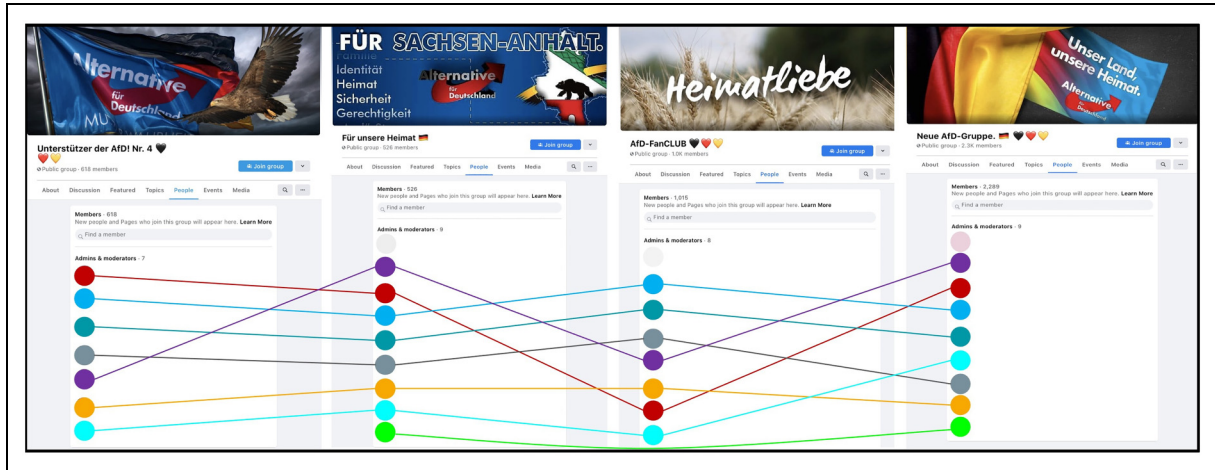 Alternative
für
Deutschland
MU
Unterstützer der AfD! Nr. 4 🖤
❤️💛
Public group · 618 members
Join group
About Discussion Featured Topics People Events Media
Members · 618
New people and Pages who join this group will appear here. Learn More
Find a member
Admins & moderators · 7
FÜR SACHSEN-ANHALT.
Familie
Identität
Heimat
Sicherheit
Gerechtigkeit
Alternative
für
Deutschland
Für unsere Heimat 🇩🇪
Public group · 526 members
Join group
About Discussion Featured Topics People Events Media
Members · 526
New people and Pages who join this group will appear here. Learn More
Find a member
Admins & moderators · 9
Heimatliebe
AfD-FanCLUB 🖤❤️💛
Public group · 1.0K members
Join group
About Discussion Featured Topics People Events Media
Members · 1,015
New people and Pages who join this group will appear here. Learn More
Find a member
Admins & moderators · 8
Unser Land,
unsere Heimat.
Alternative
für
Deutschland
Neue AfD-Gruppe. 🇩🇪 🖤❤️💛
Public group · 2.3K members
Join group
About Discussion Featured Topics People Events Media
Members · 2,289
New people and Pages who join this group will appear here. Learn More
Find a member
Admins & moderators · 9